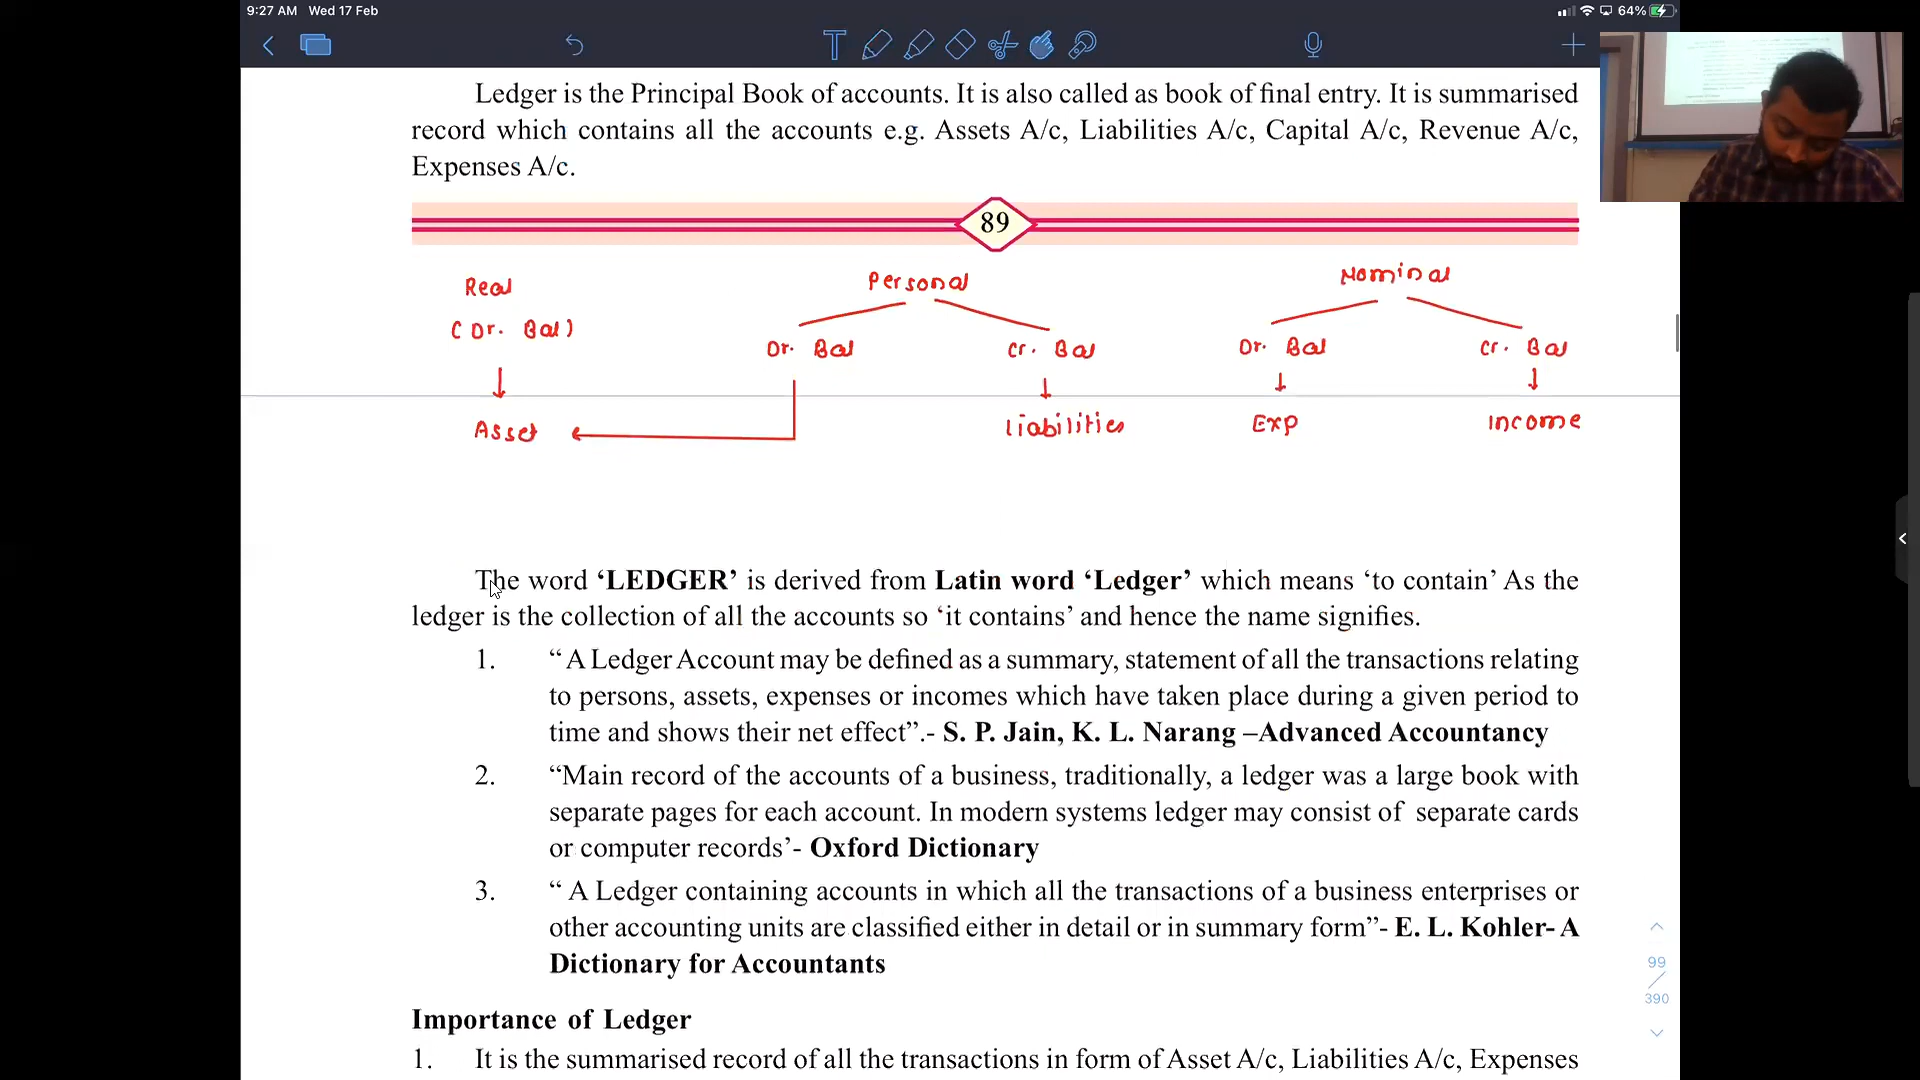 9:27 AM Wed 17 Feb 64%
Ledger is the Principal Book of accounts. It is also called as book of final entry. It is summarised
record which contains all the accounts e.g. Assets A/c, Liabilities A/c, Capital A/c, Revenue A/c,
Expenses A/c.
89
Real Personal Nominal
( Dr. Bal) Dr. Bal Cr. Bal Dr. Bal Cr. Bal
Asset Liabilities Exp Income
The word ‘LEDGER’ is derived from Latin word ‘Ledger’ which means ‘to contain’ As the
ledger is the collection of all the accounts so ‘it contains’ and hence the name signifies.
1. “ A Ledger Account may be defined as a summary, statement of all the transactions relating
to persons, assets, expenses or incomes which have taken place during a given period to
time and shows their net effect”.- S. P. Jain, K. L. Narang –Advanced Accountancy
2. “Main record of the accounts of a business, traditionally, a ledger was a large book with
separate pages for each account. In modern systems ledger may consist of separate cards
or computer records’- Oxford Dictionary
3. “ A Ledger containing accounts in which all the transactions of a business enterprises or
other accounting units are classified either in detail or in summary form”- E. L. Kohler- A
Dictionary for Accountants
99
/
390
Importance of Ledger
1. It is the summarised record of all the transactions in form of Asset A/c, Liabilities A/c, Expenses